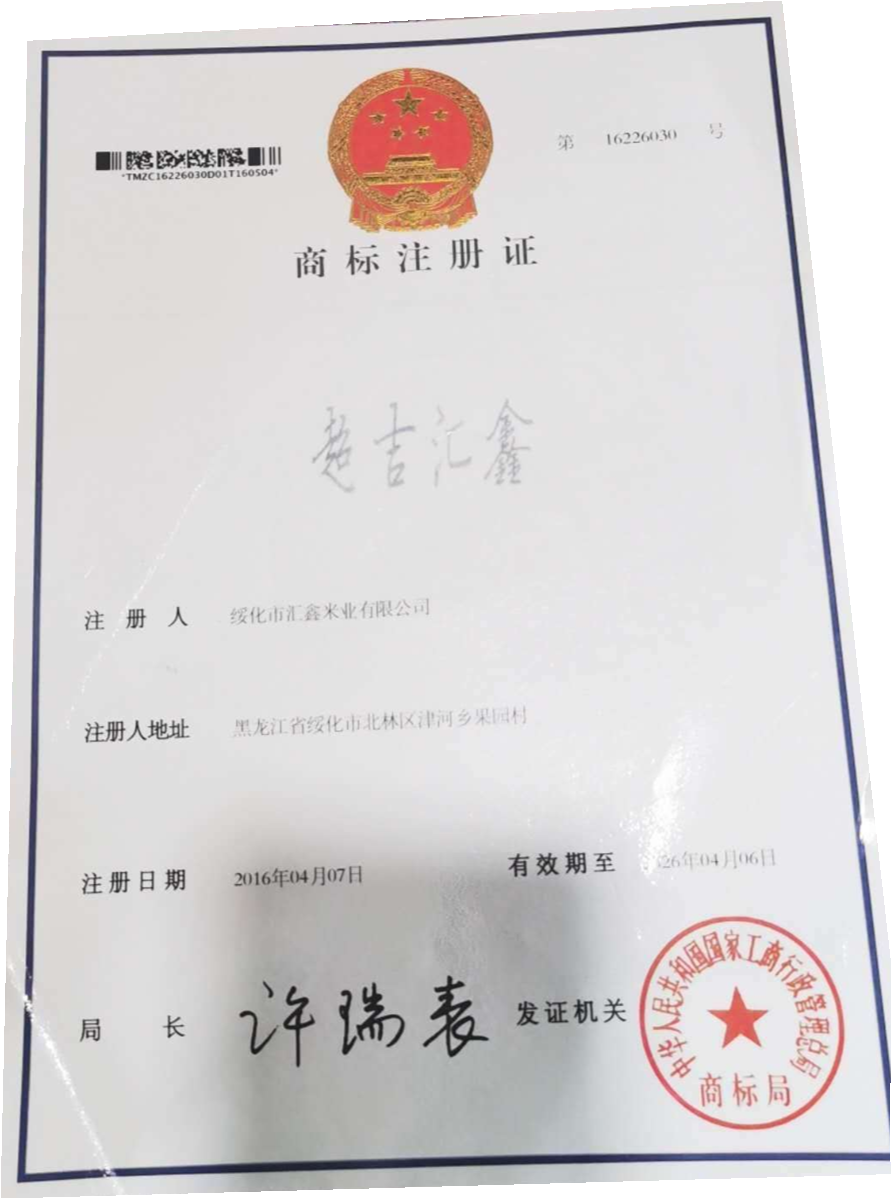 第 16226030 号
*TMZC16226030D01T160504*
商标注册证
超吉汇鑫
注册人 绥化市汇鑫米业有限公司
注册人地址 黑龙江省绥化市北林区津河乡果园村
注册日期 2016年04月07日 有效期至 26年04月06日
局长 许瑞表 发证机关
中华人民共和国国家工商行政管理总局
商标局